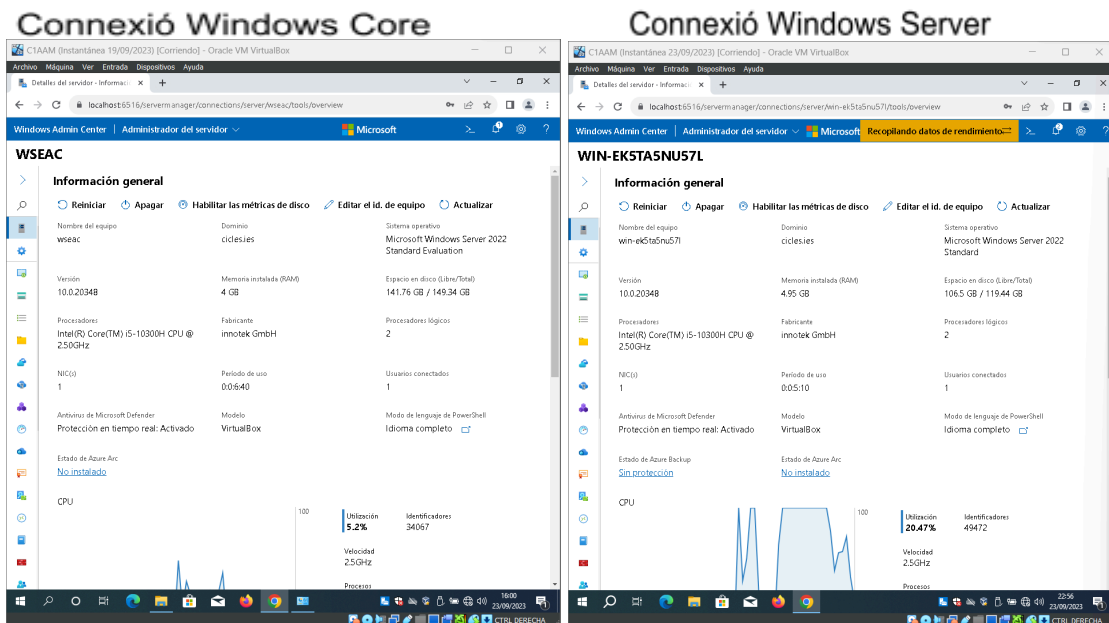 Connexió Windows Core
C1AAM (Instantánea 19/09/2023) [Corriendo] - Oracle VM VirtualBox
Archivo Máquina Ver Entrada Dispositivos Ayuda
Detalles del servidor - Informaci
localhost:6516/servermanager/connections/server/wseac/tools/overview
Windows Admin Center | Administrador del servidor
Microsoft
WSEAC
Información general
Reiniciar Apagar Habilitar las métricas de disco Editar el id. de equipo Actualizar
Nombre del equipo Dominio Sistema operativo
wseac cicles.ies Microsoft Windows Server 2022
Standard Evaluation
Versión Memoria instalada (RAM) Espacio en disco (Libre/Total)
10.0.20348 4 GB 141.76 GB / 149.34 GB
Procesadores Fabricante Procesadores lógicos
Intel(R) Core(TM) i5-10300H CPU @ innotek GmbH 2
2.50GHz
NIC(s) Período de uso Usuarios conectados
1 0:0:6:40 1
Antivirus de Microsoft Defender Modelo Modo de lenguaje de PowerShell
Protección en tiempo real: Activado VirtualBox Idioma completo
Estado de Azure Arc
No instalado
CPU
100
Utilización Identificadores
5.2% 34067
Velocidad
2.5GHz
Procesos
16:00
23/09/2023
CTRL DERECHA
Connexió Windows Server
C1AAM (Instantánea 23/09/2023) [Corriendo] - Oracle VM VirtualBox
Archivo Máquina Ver Entrada Dispositivos Ayuda
Detalles del servidor - Informaci
localhost:6516/servermanager/connections/server/win-ek5ta5nu57l/tools/overview
Windows Admin Center | Administrador del servidor
Microsoft
Recopilando datos de rendimiento
WIN-EK5TA5NU57L
Información general
Reiniciar Apagar Habilitar las métricas de disco Editar el id. de equipo Actualizar
Nombre del equipo Dominio Sistema operativo
win-ek5ta5nu57l cicles.ies Microsoft Windows Server 2022
Standard
Versión Memoria instalada (RAM) Espacio en disco (Libre/Total)
10.0.20348 4.95 GB 106.5 GB / 119.44 GB
Procesadores Fabricante Procesadores lógicos
Intel(R) Core(TM) i5-10300H CPU @ innotek GmbH 2
2.50GHz
NIC(s) Período de uso Usuarios conectados
1 0:0:5:10 1
Antivirus de Microsoft Defender Modelo Modo de lenguaje de PowerShell
Protección en tiempo real: Activado VirtualBox Idioma completo
Estado de Azure Backup Estado de Azure Arc
Sin protección No instalado
CPU
100
Utilización Identificadores
20.47% 49472
Velocidad
2.5GHz
Procesos
22:56
23/09/2023
CTRL DERECHA